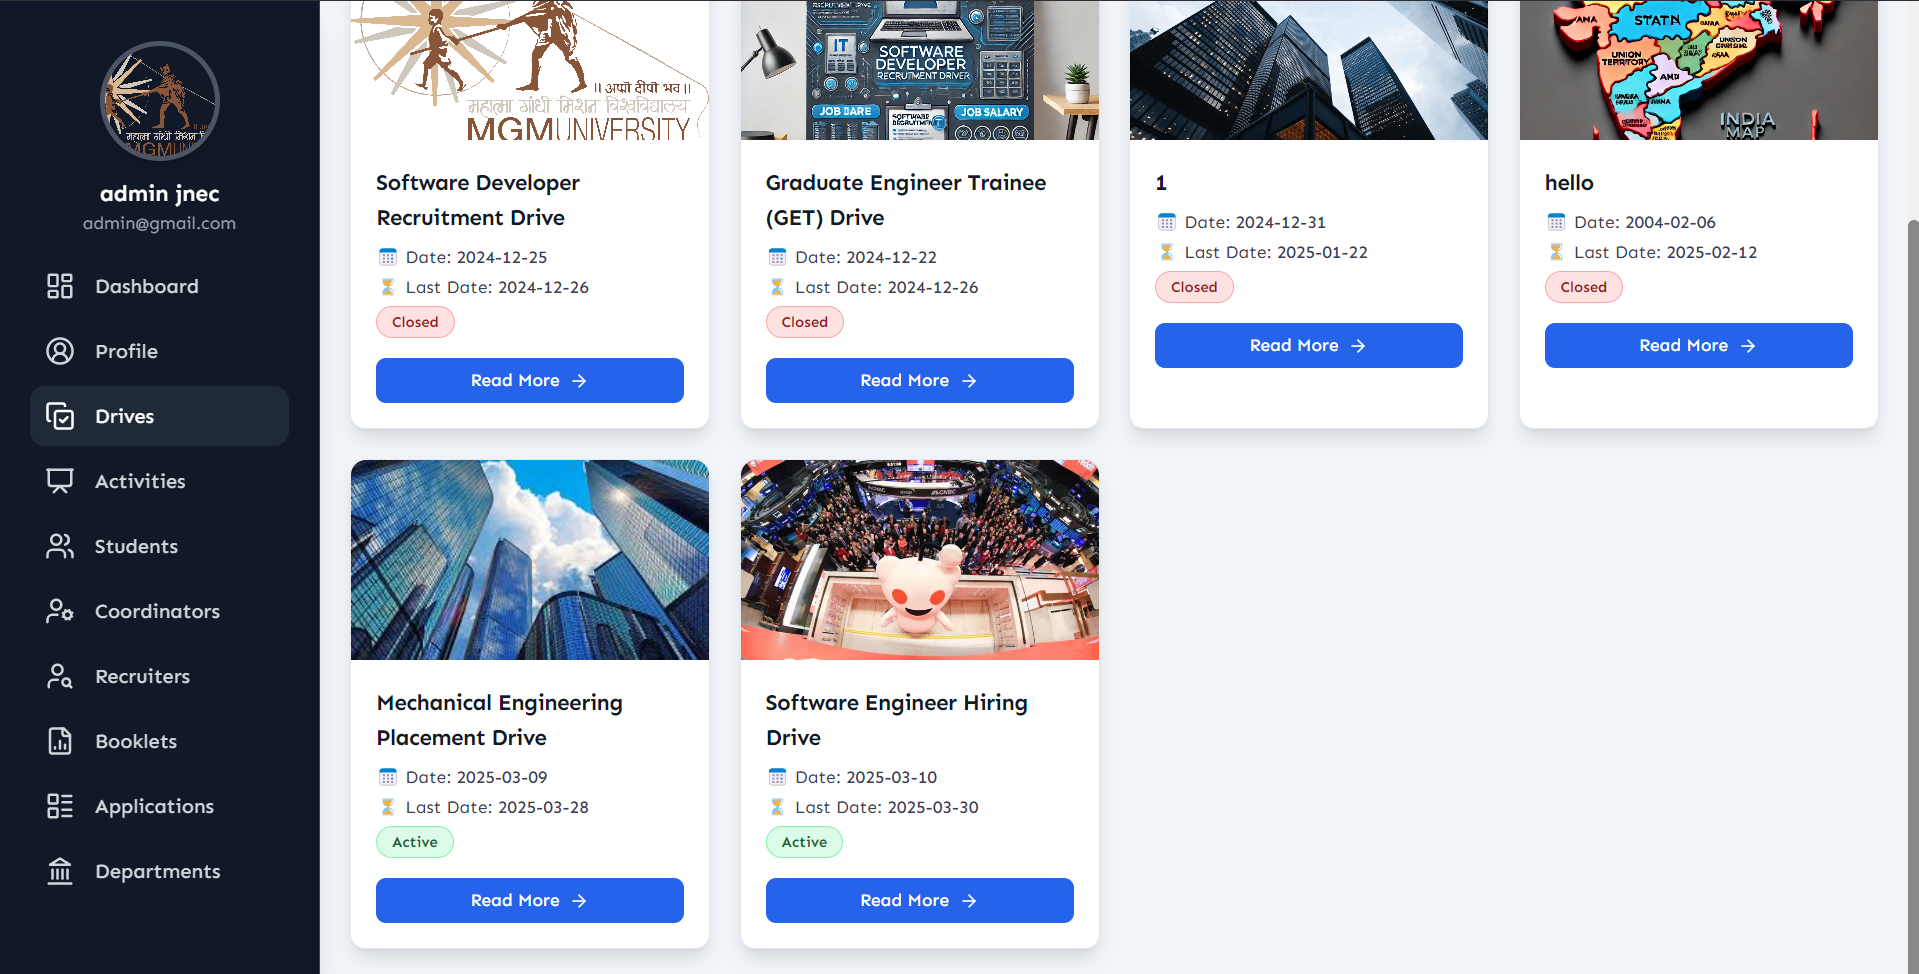 admin jnec
admin@gmail.com
Dashboard
Profile
Drives
Activities
Students
Coordinators
Recruiters
Booklets
Applications
Departments
महात्मा गांधी मिशन विश्वविद्यालय
MGM UNIVERSITY
Software Developer
Recruitment Drive
Date: 2024-12-25
Last Date: 2024-12-26
Closed
Read More
IT
SOFTWARE
DEVELOPER
RECRUITMENT DRIVER
JOB SALARY
Graduate Engineer Trainee
(GET) Drive
Date: 2024-12-22
Last Date: 2024-12-26
Closed
Read More
1
Date: 2024-12-31
Last Date: 2025-01-22
Closed
Read More
STATN
UNION
TERRITORY
AND
INDIA
MAP
hello
Date: 2004-02-06
Last Date: 2025-02-12
Closed
Read More
Mechanical Engineering
Placement Drive
Date: 2025-03-09
Last Date: 2025-03-28
Active
Read More
CNBC
Software Engineer Hiring
Drive
Date: 2025-03-10
Last Date: 2025-03-30
Active
Read More